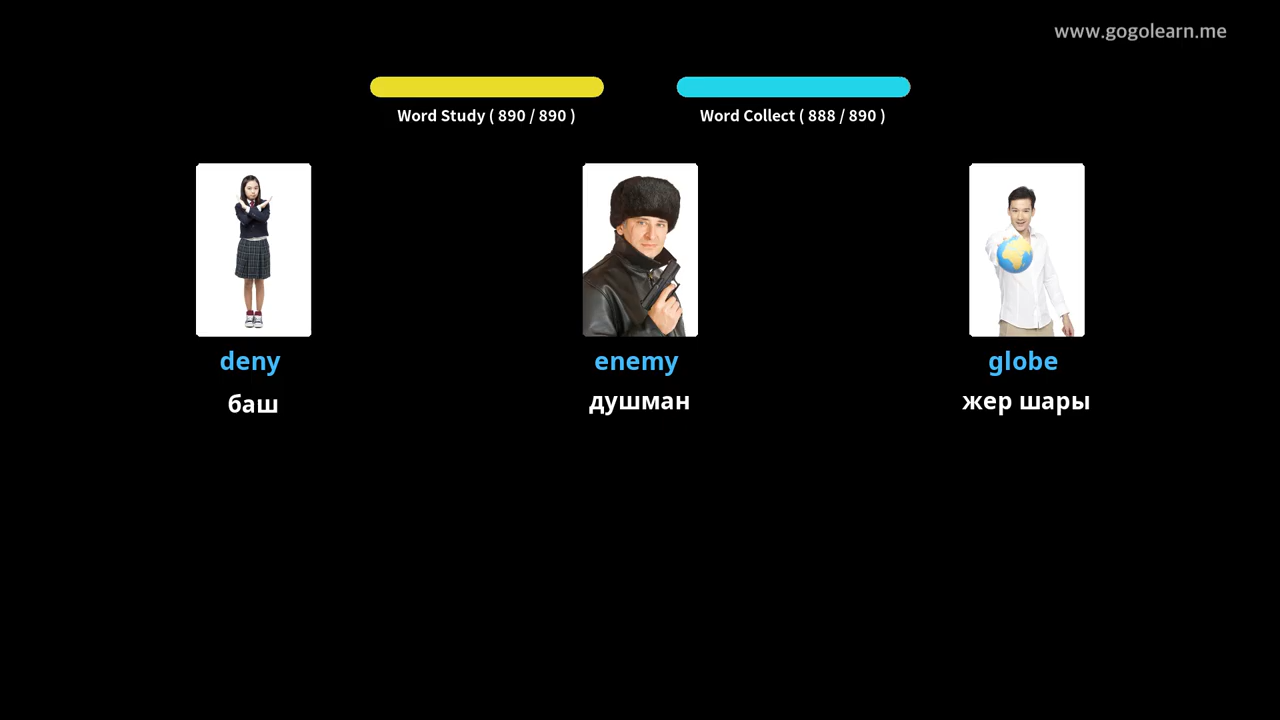 www.gogolearn.me
Word Study ( 890 / 890 )
Word Collect ( 888 / 890 )
deny
enemy
globe
баш
душман
жер шары